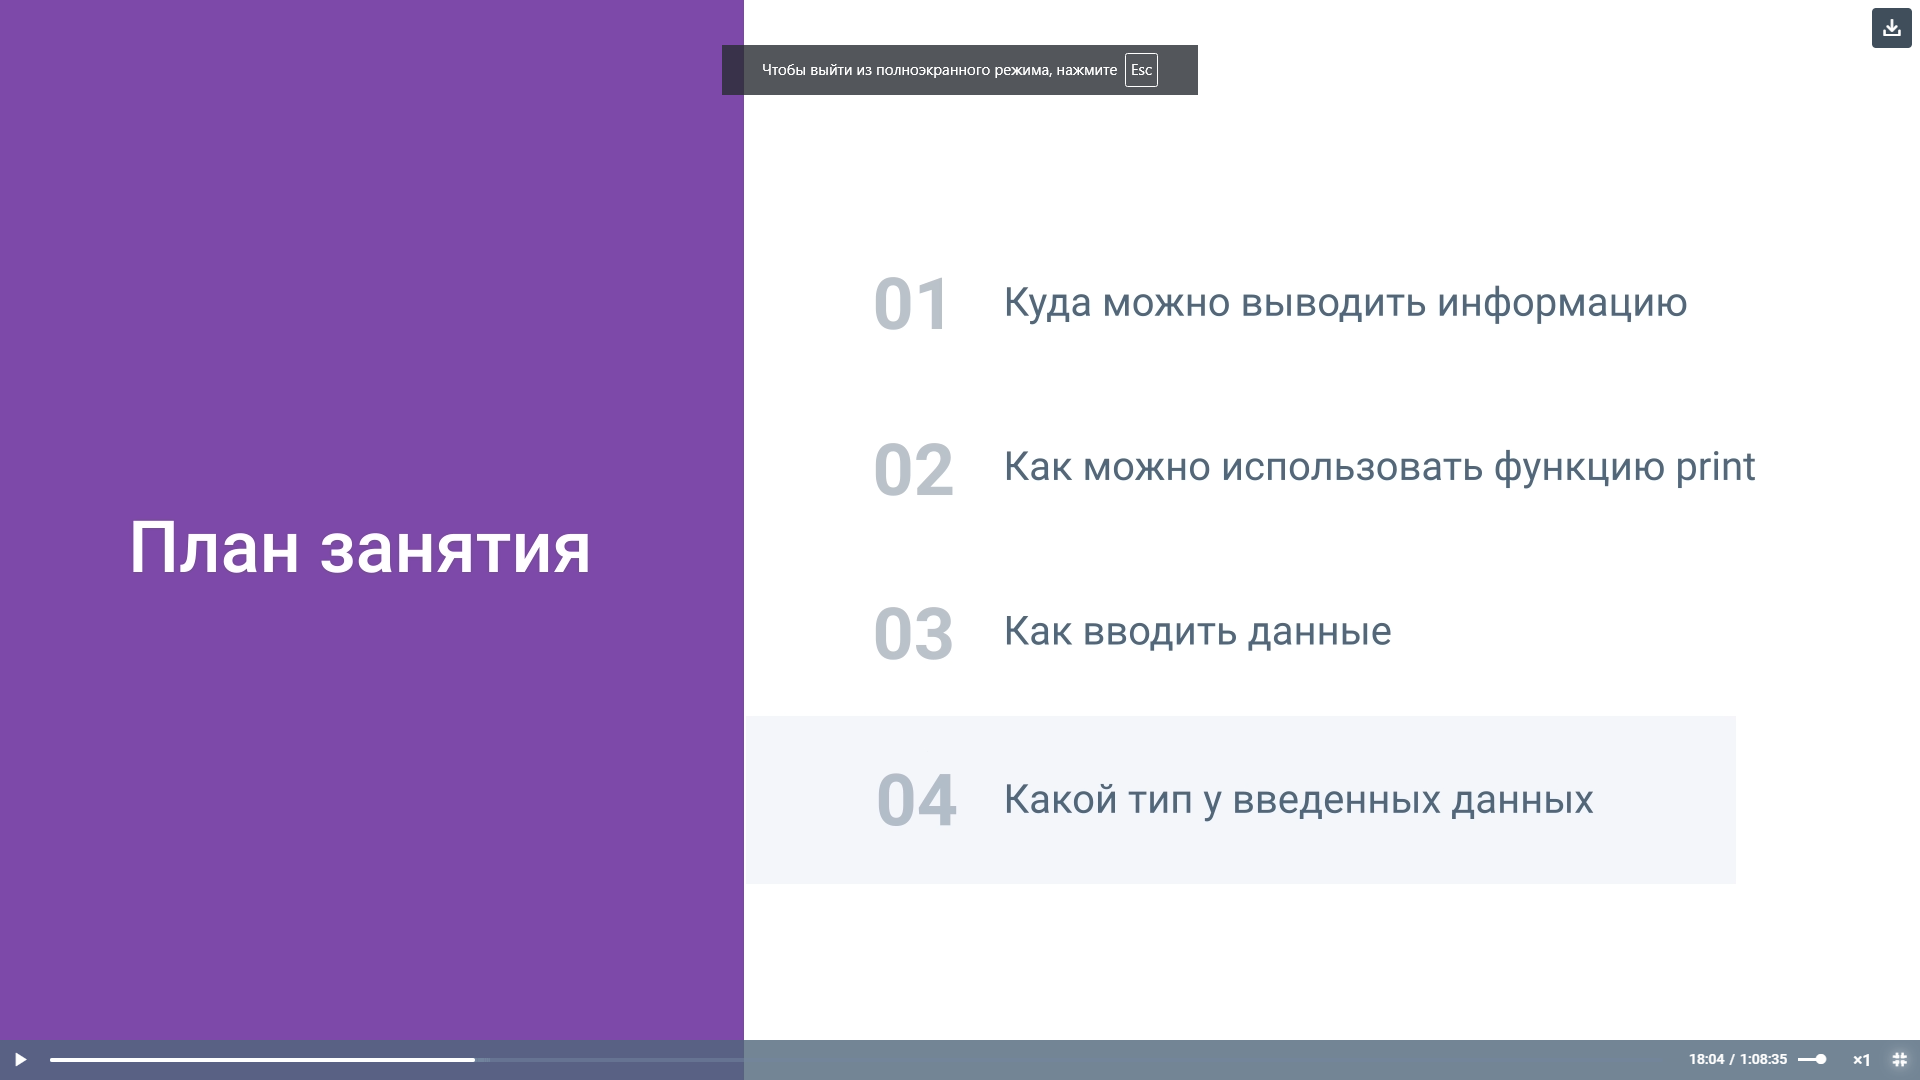 Чтобы выйти из полноэкранного режима, нажмите Esc
План занятия
01 Куда можно выводить информацию
02 Как можно использовать функцию print
03 Как вводить данные
04 Какой тип у введенных данных
18:04 / 1:08:35 ×1